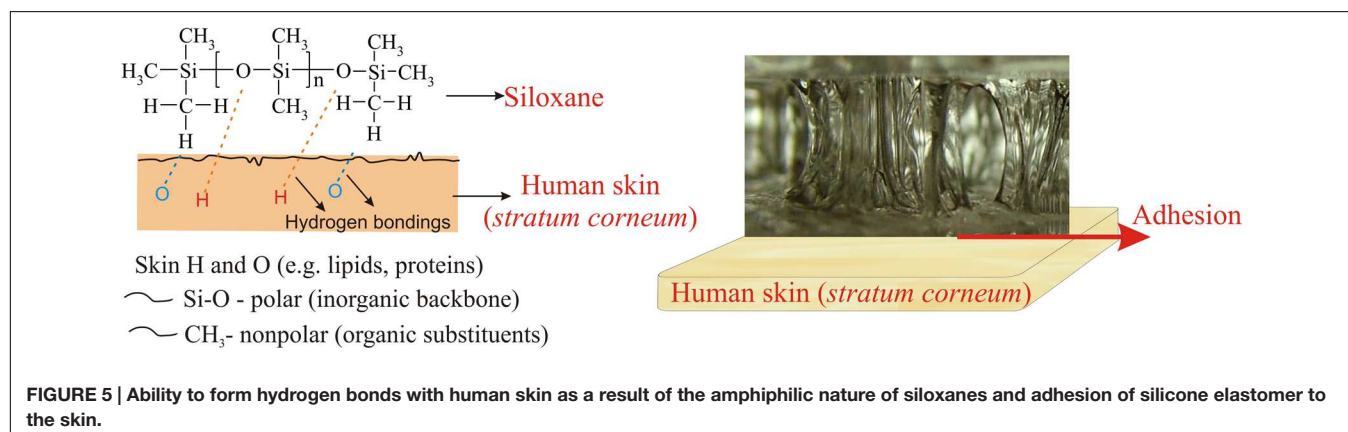 CH₃ CH₃ CH₃
H₃C—Si—[O—Si]n—O—Si—CH₃
H—C—H CH₃ H—C—H
H H
Siloxane
O H H O
Hydrogen bondings
Human skin
(stratum corneum)
Skin H and O (e.g. lipids, proteins)
Si-O - polar (inorganic backbone)
CH₃- nonpolar (organic substituents)
Adhesion
Human skin (stratum corneum)
FIGURE 5 | Ability to form hydrogen bonds with human skin as a result of the amphiphilic nature of siloxanes and adhesion of silicone elastomer to
the skin.